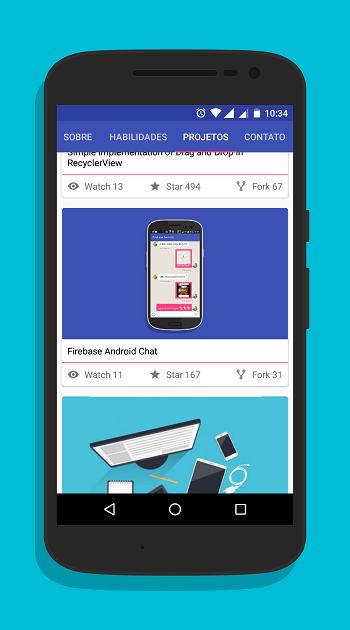 10:34
SOBRE HABILIDADES PROJETOS CONTATO
Simple Implementation of Drag and Drop in
RecyclerView
Watch 13 Star 494 Fork 67
Firebase Android Chat
Watch 11 Star 167 Fork 31